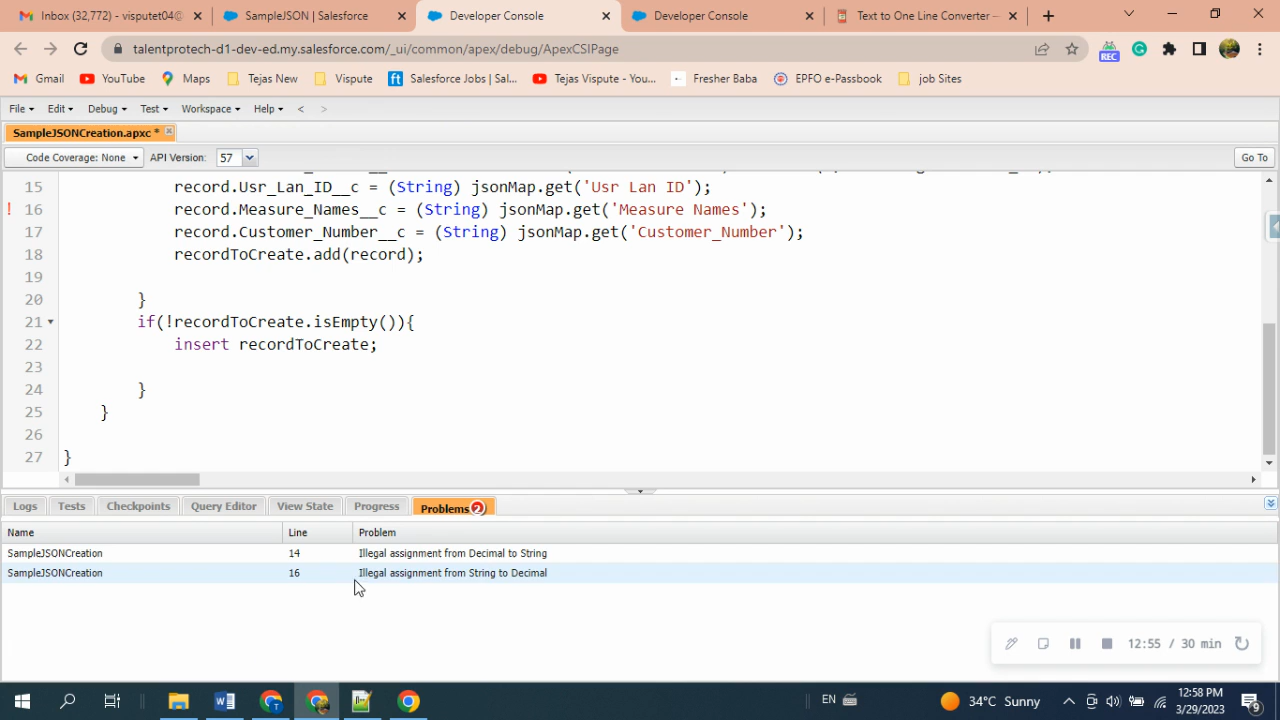 Inbox (32,772) - visputet04@
SampleJSON | Salesforce
Developer Console
Developer Console
Text to One Line Converter –
talentprotech-d1-dev-ed.my.salesforce.com/_ui/common/apex/debug/ApexCSIPage
REC
Gmail
YouTube
Maps
Tejas New
Vispute
Salesforce Jobs | Sal...
Tejas Vispute - You...
Fresher Baba
EPFO e-Passbook
job Sites
File
Edit
Debug
Test
Workspace
Help
<
>
SampleJSONCreation.apxc *
Code Coverage: None
API Version:
57
Go To
15 record.Usr_Lan_ID__c = (String) jsonMap.get('Usr Lan ID');
16 record.Measure_Names__c = (String) jsonMap.get('Measure Names');
17 record.Customer_Number__c = (String) jsonMap.get('Customer_Number');
18 recordToCreate.add(record);
19
20 }
21 if(!recordToCreate.isEmpty()){
22 insert recordToCreate;
23
24 }
25 }
26
27 }
Logs
Tests
Checkpoints
Query Editor
View State
Progress
Problems 2
Name Line Problem
SampleJSONCreation 14 Illegal assignment from Decimal to String
SampleJSONCreation 16 Illegal assignment from String to Decimal
12:55 / 30 min
EN
34°C Sunny
12:58 PM
3/29/2023
9